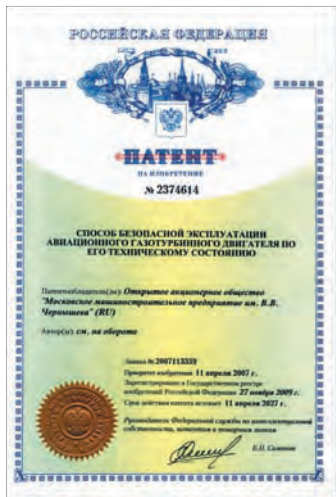 РОССИЙСКАЯ ФЕДЕРАЦИЯ
ПАТЕНТ
НА ИЗОБРЕТЕНИЕ
№ 2374614
СПОСОБ БЕЗОПАСНОЙ ЭКСПЛУАТАЦИИ
АВИАЦИОННОГО ГАЗОТУРБИННОГО ДВИГАТЕЛЯ ПО
ЕГО ТЕХНИЧЕСКОМУ СОСТОЯНИЮ
Патентообладатель(ли): Открытое акционерное общество
"Московское машиностроительное предприятие им. В.В.
Чернышева" (RU)
Автор(ы): см. на обороте
Заявка № 2007113359
Приоритет изобретения 11 апреля 2007 г.
Зарегистрировано в Государственном реестре
изобретений Российской Федерации 27 ноября 2009 г.
Срок действия патента истекает 11 апреля 2027 г.
Руководитель Федеральной службы по интеллектуальной
собственности, патентам и товарным знакам
Б.П. Симонов